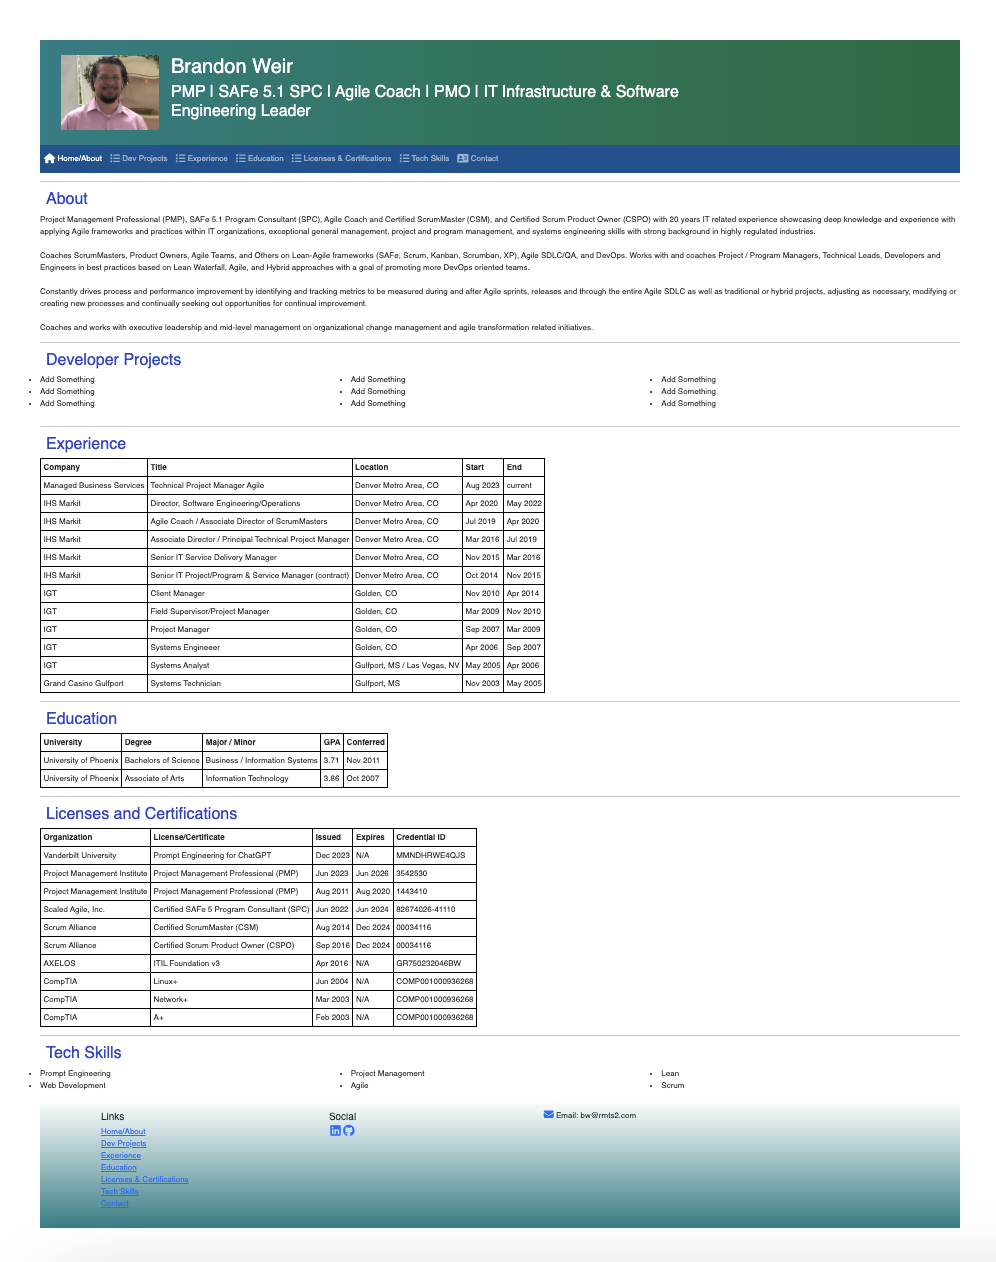 Brandon Weir
PMP | SAFe 5.1 SPC | Agile Coach | PMO | IT Infrastructure & Software
Engineering Leader
Home/About Dev Projects Experience Education Licenses & Certifications Tech Skills Contact
About
Project Management Professional (PMP), SAFe 5.1 Program Consultant (SPC), Agile Coach and Certified ScrumMaster (CSM), and Certified Scrum Product Owner (CSPO) with 20 years IT related experience showcasing deep knowledge and experience with
applying Agile frameworks and practices within IT organizations, exceptional general management, project and program management, and systems engineering skills with strong background in highly regulated industries.
Coaches ScrumMasters, Product Owners, Agile Teams, and Others on Lean-Agile frameworks (SAFe, Scrum, Kanban, Scrumban, XP), Agile SDLC/QA, and DevOps. Works with and coaches Project / Program Managers, Technical Leads, Developers and
Engineers in best practices based on Lean Waterfall, Agile, and Hybrid approaches with a goal of promoting more DevOps oriented teams.
Constantly drives process and performance improvement by identifying and tracking metrics to be measured during and after Agile sprints, releases and through the entire Agile SDLC as well as traditional or hybrid projects, adjusting as necessary, modifying or
creating new processes and continually seeking out opportunities for continual improvement.
Coaches and works with executive leadership and mid-level management on organizational change management and agile transformation related initiatives.
Developer Projects
• Add Something • Add Something • Add Something
• Add Something • Add Something • Add Something
• Add Something • Add Something • Add Something
Experience
Company Title Location Start End
Managed Business Services Technical Project Manager Agile Denver Metro Area, CO Aug 2023 current
IHS Markit Director, Software Engineering/Operations Denver Metro Area, CO Apr 2020 May 2022
IHS Markit Agile Coach / Associate Director of ScrumMasters Denver Metro Area, CO Jul 2019 Apr 2020
IHS Markit Associate Director / Principal Technical Project Manager Denver Metro Area, CO Mar 2016 Jul 2019
IHS Markit Senior IT Service Delivery Manager Denver Metro Area, CO Nov 2015 Mar 2016
IHS Markit Senior IT Project/Program & Service Manager (contract) Denver Metro Area, CO Oct 2014 Nov 2015
IGT Client Manager Golden, CO Nov 2010 Apr 2014
IGT Field Supervisor/Project Manager Golden, CO Mar 2009 Nov 2010
IGT Project Manager Golden, CO Sep 2007 Mar 2009
IGT Systems Engineeer Golden, CO Apr 2006 Sep 2007
IGT Systems Analyst Gulfport, MS / Las Vegas, NV May 2005 Apr 2006
Grand Casino Gulfport Systems Technician Gulfport, MS Nov 2003 May 2005
Education
University Degree Major / Minor GPA Conferred
University of Phoenix Bachelors of Science Business / Information Systems 3.71 Nov 2011
University of Phoenix Associate of Arts Information Technology 3.86 Oct 2007
Licenses and Certifications
Organization License/Certificate Issued Expires Credential ID
Vanderbilt University Prompt Engineering for ChatGPT Dec 2023 N/A MMNDHRWE4QJS
Project Management Institute Project Management Professional (PMP) Jun 2023 Jun 2026 3542530
Project Management Institute Project Management Professional (PMP) Aug 2011 Aug 2020 1443410
Scaled Agile, Inc. Certified SAFe 5 Program Consultant (SPC) Jun 2022 Jun 2024 82674026-41110
Scrum Alliance Certified ScrumMaster (CSM) Aug 2014 Dec 2024 00034116
Scrum Alliance Certified Scrum Product Owner (CSPO) Sep 2016 Dec 2024 00034116
AXELOS ITIL Foundation v3 Apr 2016 N/A GR750232046BW
CompTIA Linux+ Jun 2004 N/A COMP001000936268
CompTIA Network+ Mar 2003 N/A COMP001000936268
CompTIA A+ Feb 2003 N/A COMP001000936268
Tech Skills
• Prompt Engineering • Project Management • Lean
• Web Development • Agile • Scrum
Links Social Email: bw@rmts2.com
Home/About
Dev Projects
Experience
Education
Licenses & Certifications
Tech Skills
Contact